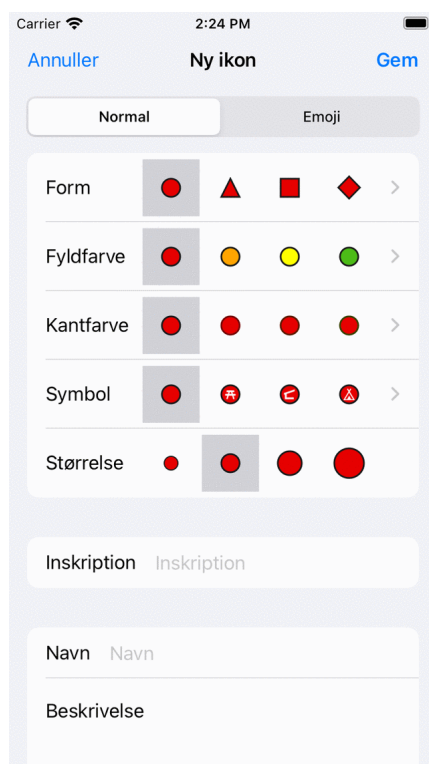 Carrier 2:24 PM
Annuller Ny ikon Gem
Normal Emoji
Form
Fyldfarve
Kantfarve
Symbol
Størrelse
Inskription Inskription
Navn Navn
Beskrivelse